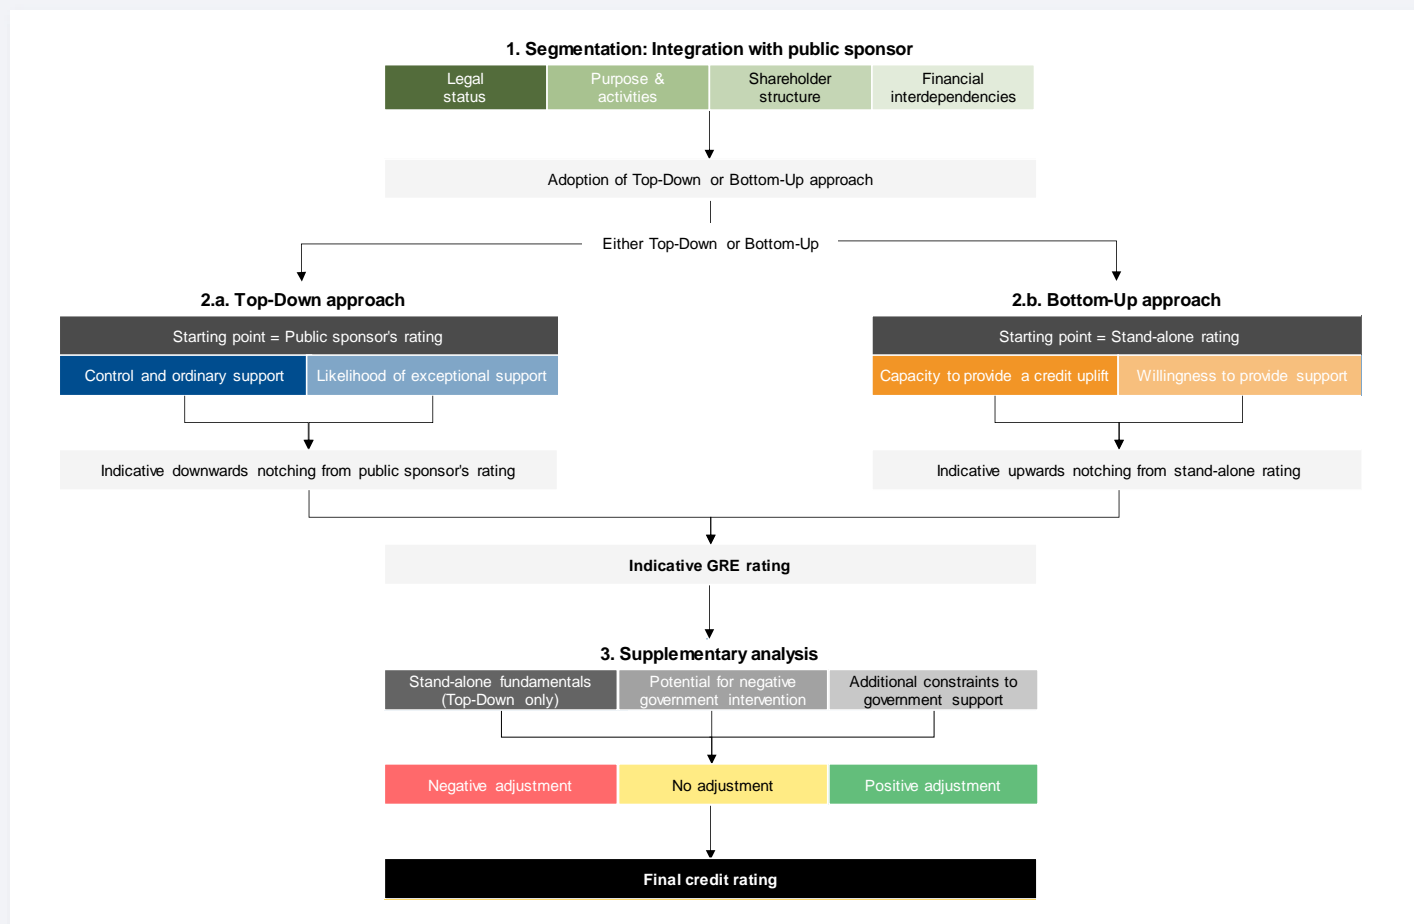 1. Segmentation: Integration with public sponsor
Legal
status
Purpose &
activities
Shareholder
structure
Financial
interdependencies
Adoption of Top-Down or Bottom-Up approach
Either Top-Down or Bottom-Up
2.a. Top-Down approach
Starting point = Public sponsor's rating
Control and ordinary support
Likelihood of exceptional support
Indicative downwards notching from public sponsor's rating
2.b. Bottom-Up approach
Starting point = Stand-alone rating
Capacity to provide a credit uplift
Willingness to provide support
Indicative upwards notching from stand-alone rating
Indicative GRE rating
3. Supplementary analysis
Stand-alone fundamentals
(Top-Down only)
Potential for negative
government intervention
Additional constraints to
government support
Negative adjustment
No adjustment
Positive adjustment
Final credit rating